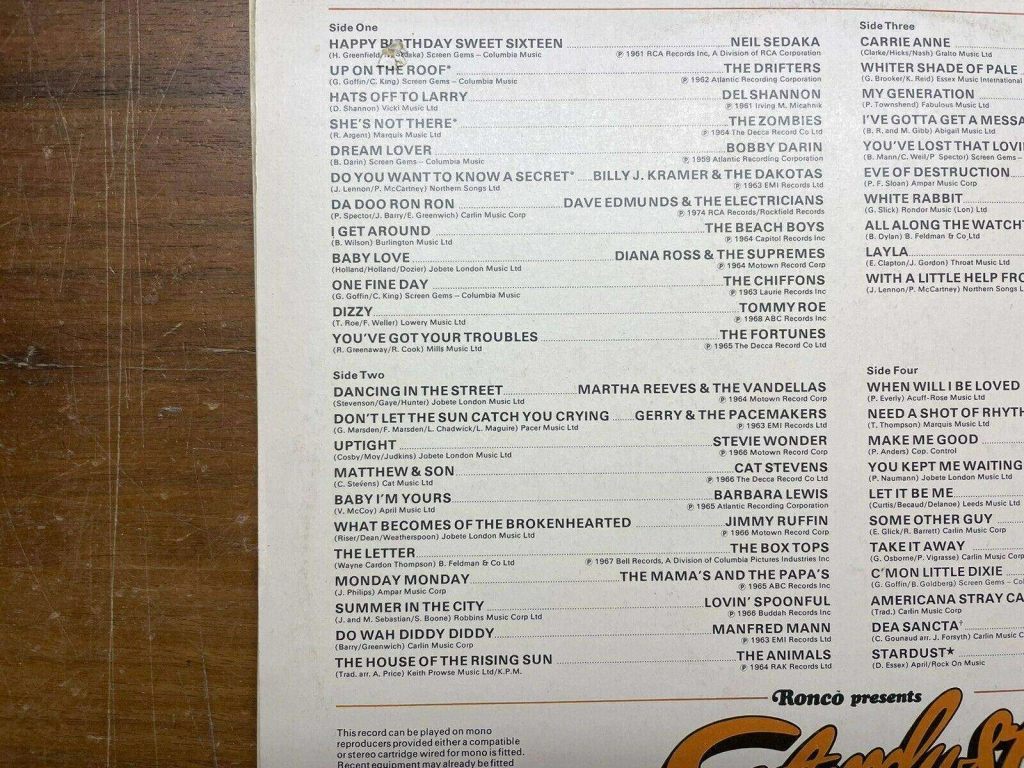 Side One
HAPPY BIRTHDAY SWEET SIXTEEN NEIL SEDAKA
(H. Greenfield/ Screen Gems – Columbia Music ℗ 1961 RCA Records Inc, A Division of RCA Corporation
UP ON THE ROOF* THE DRIFTERS
(G. Goffin/C. King) Screen Gems – Columbia Music ℗ 1962 Atlantic Recording Corporation
HATS OFF TO LARRY DEL SHANNON
(D. Shannon) Vicki Music Ltd ℗ 1961 Irving M. Micahnik
SHE'S NOT THERE* THE ZOMBIES
(R. Argent) Marquis Music Ltd ℗ 1964 The Decca Record Co Ltd
DREAM LOVER BOBBY DARIN
(B. Darin) Screen Gems – Columbia Music ℗ 1959 Atlantic Recording Corporation
DO YOU WANT TO KNOW A SECRET* BILLY J. KRAMER & THE DAKOTAS
(J. Lennon/P. McCartney) Northern Songs Ltd ℗ 1963 EMI Records Ltd
DA DOO RON RON DAVE EDMUNDS & THE ELECTRICIANS
(P. Spector/J. Barry/E. Greenwich) Carlin Music Corp ℗ 1974 RCA Records/Rockfield Records
I GET AROUND THE BEACH BOYS
(B. Wilson) Burlington Music Ltd ℗ 1964 Capitol Records Inc
BABY LOVE DIANA ROSS & THE SUPREMES
(Holland/Holland/Dozier) Jobete London Music Ltd ℗ 1964 Motown Record Corp
ONE FINE DAY THE CHIFFONS
(G. Goffin/C. King) Screen Gems – Columbia Music ℗ 1963 Laurie Records Inc
DIZZY TOMMY ROE
(T. Roe/F. Weller) Lowery Music Ltd ℗ 1968 ABC Records Inc
YOU'VE GOT YOUR TROUBLES THE FORTUNES
(R. Greenaway/R. Cook) Mills Music Ltd ℗ 1965 The Decca Record Co Ltd
Side Two
DANCING IN THE STREET MARTHA REEVES & THE VANDELLAS
(Stevenson/Gaye/Hunter) Jobete London Music Ltd ℗ 1964 Motown Record Corp
DON'T LET THE SUN CATCH YOU CRYING GERRY & THE PACEMAKERS
(G. Marsden/F. Marsden/L. Chadwick/L. Maguire) Pacer Music Ltd ℗ 1963 EMI Records Ltd
UPTIGHT STEVIE WONDER
(Cosby/Moy/Judkins) Jobete London Music Ltd ℗ 1966 Motown Record Corp
MATTHEW & SON CAT STEVENS
(C. Stevens) Cat Music Ltd ℗ 1966 The Decca Record Co Ltd
BABY I'M YOURS BARBARA LEWIS
(V. McCoy) April Music Ltd ℗ 1965 Atlantic Recording Corporation
WHAT BECOMES OF THE BROKENHEARTED JIMMY RUFFIN
(Riser/Dean/Weatherspoon) Jobete London Music Ltd ℗ 1966 Motown Record Corp
THE LETTER THE BOX TOPS
(Wayne Cardon Thompson) B. Feldman & Co Ltd ℗ 1967 Bell Records, A Division of Columbia Pictures Industries Inc
MONDAY MONDAY THE MAMA'S AND THE PAPA'S
(J. Philips) Ampar Music Corp ℗ 1965 ABC Records Inc
SUMMER IN THE CITY LOVIN' SPOONFUL
(J. and M. Sebastian/S. Boone) Robbins Music Corp Ltd ℗ 1966 Buddah Records Inc
DO WAH DIDDY DIDDY MANFRED MANN
(Barry/Greenwich) Carlin Music Corp ℗ 1963 EMI Records Ltd
THE HOUSE OF THE RISING SUN THE ANIMALS
(Trad. arr. A. Price) Keith Prowse Music Ltd/K.P.M. ℗ 1964 RAK Records Ltd
Side Three
CARRIE ANNE
(Clarke/Hicks/Nash) Gralto Music Ltd
WHITER SHADE OF PALE
(G. Brooker/K. Reid) Essex Music International
MY GENERATION
(P. Townshend) Fabulous Music Ltd
I'VE GOTTA GET A MESSA
(B. R. and M. Gibb) Abigail Music Ltd
YOU'VE LOST THAT LOVI
(B. Mann/C. Weil/P Spector) Screen Gems –
EVE OF DESTRUCTION
(P. F. Sloan) Ampar Music Corp
WHITE RABBIT
(G. Slick) Rondor Music (Lon) Ltd
ALL ALONG THE WATCHT
(B. Dylan) B. Feldman & Co Ltd
LAYLA
(E. Clapton/J. Gordon) Throat Music Ltd
WITH A LITTLE HELP FRO
(J. Lennon/P. McCartney) Northern Songs L
Side Four
WHEN WILL I BE LOVED
(P. Everly) Acuff-Rose Music Ltd
NEED A SHOT OF RHYTH
(T. Thompson) Marquis Music Ltd
MAKE ME GOOD
(P. Anders) Cop. Control
YOU KEPT ME WAITING
(P. Naumann) Jobete London Music Ltd
LET IT BE ME
(Curtis/Becaud/Delanoe) Leeds Music Ltd
SOME OTHER GUY
(E. Glick/R. Barrett) Carlin Music Corp
TAKE IT AWAY
(G. Osborne/P. Vigrasse) Carlin Music Corp
C'MON LITTLE DIXIE
(G. Goffin/B. Goldberg) Screen Gems – Col
AMERICANA STRAY CA
(Trad.) Carlin Music Corp
DEA SANCTA†
(C. Gounaud arr. J. Forsyth) Carlin Music C
STARDUST★
(D. Essex) April/Rock On Music
Ronco presents
Stardust
This record can be played on mono
reproducers provided either a compatible
or stereo cartridge wired for mono is fitted.
Recent equipment may already be fitted